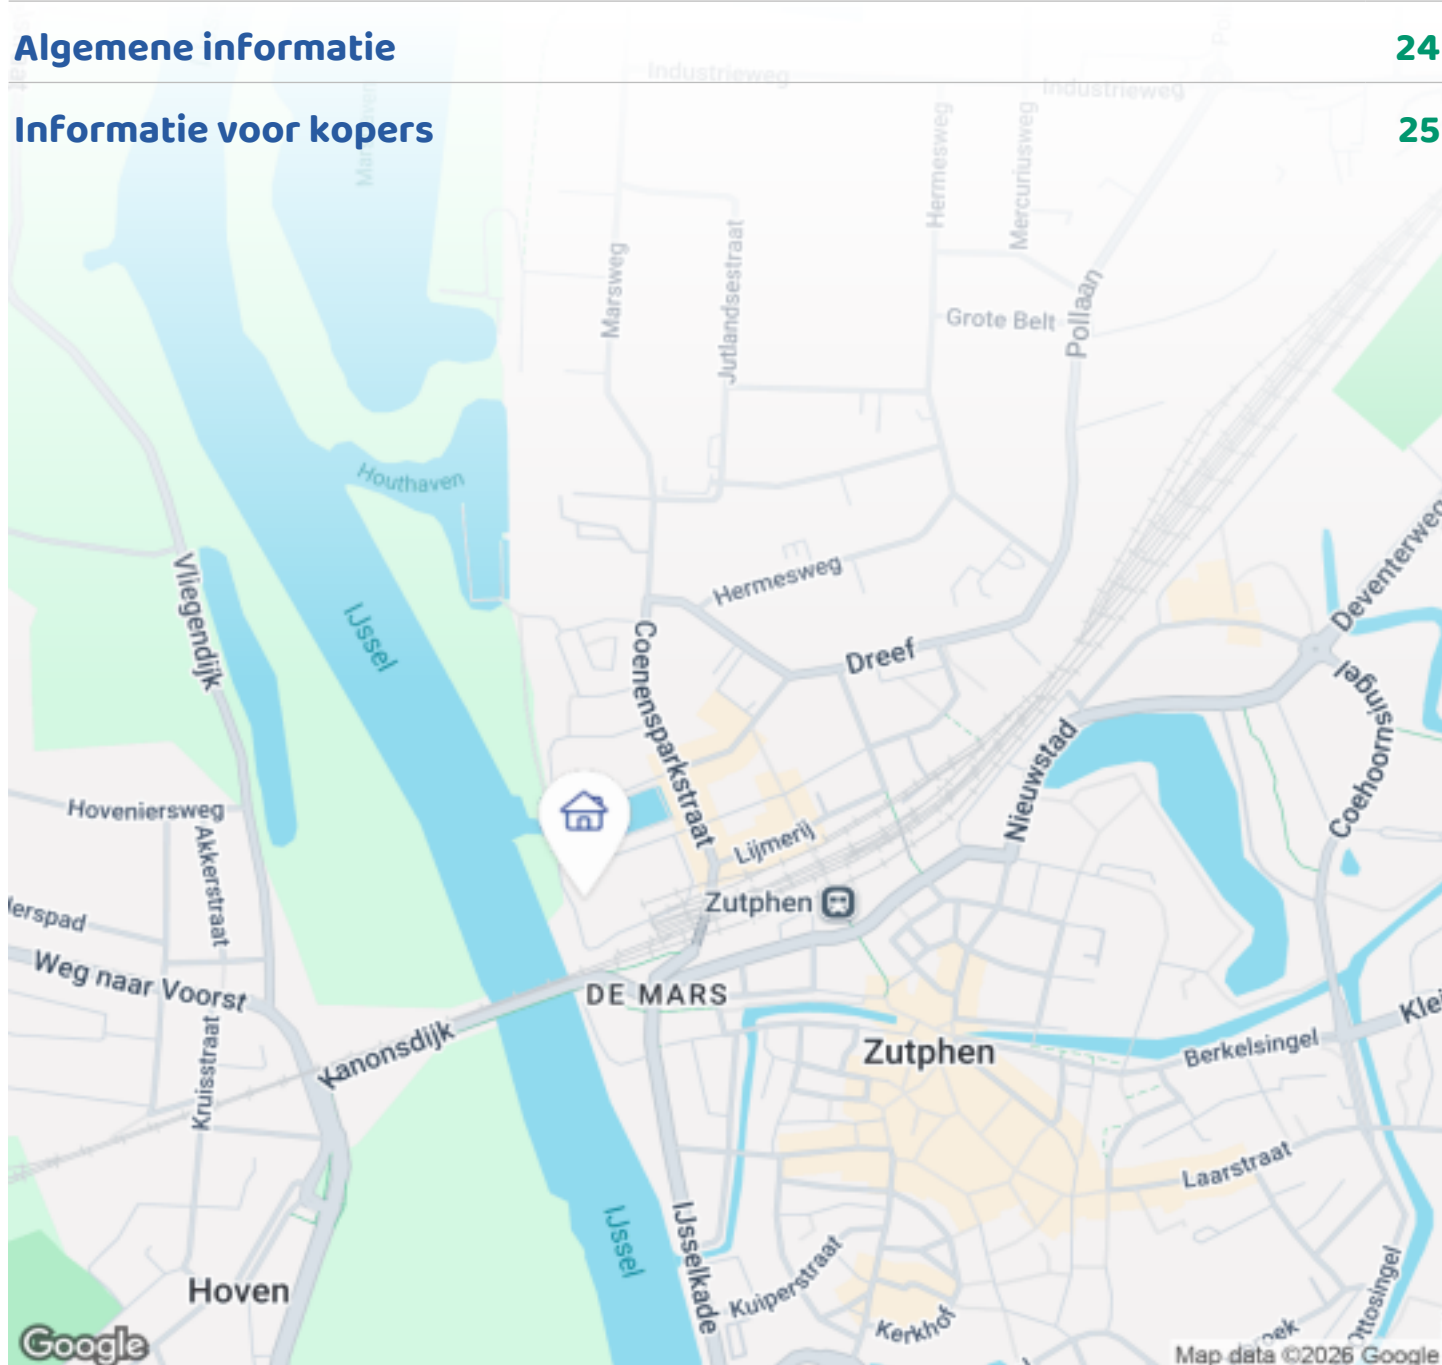 Algemene informatie 24
Industrieweg
Industrieweg
Informatie voor kopers 25
Hermesweg
Mercuriusweg
Marsweg
Jutlandsestraat
Grote Belt
Pollaan
Houthaven
Deventerweg
Vliegendijk
Hermesweg
IJssel
Coenensparkstraat
Dreef
Coehoornsingel
Nieuwstad
Hoveniersweg
Akkerstraat
Lijmerij
Zutphen
Weg naar Voorst
DE MARS
Kruisstraat
Kanonsdijk
Zutphen
Berkelsingel
Laarstraat
IJssel
IJsselkade
Hoven
Kuiperstraat
Kerkhof
Ottosingel
Google
Map data ©2026 Google